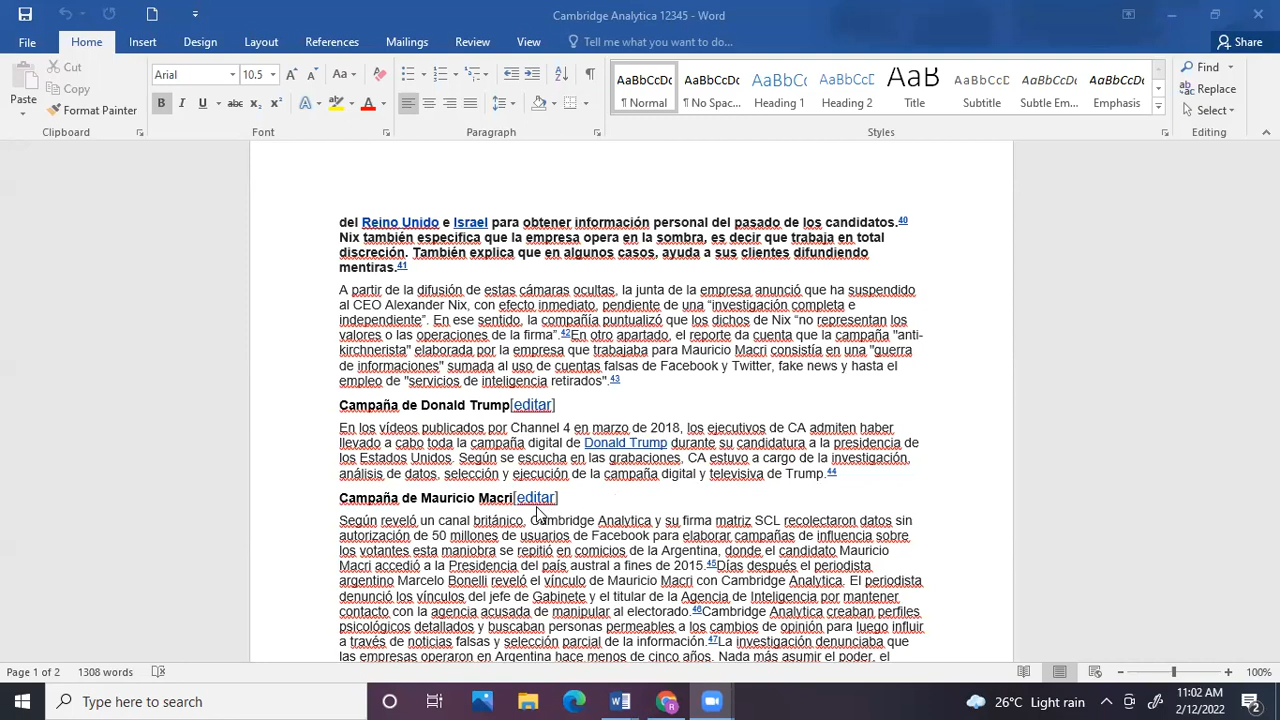 Cambridge Analytica 12345 - Word
File Home Insert Design Layout References Mailings Review View Tell me what you want to do... Share
Paste Cut Copy Format Painter
Arial 10.5 Aa
B I U abc x₂ x² A A
AaBbCcDc AaBbCcDc AaBbCc AaBbCcD AaB AaBbCcD AaBbCcDc AaBbCcDc
¶ Normal ¶ No Spac... Heading 1 Heading 2 Title Subtitle Subtle Em... Emphasis
Find Replace Select
Clipboard Font Paragraph Styles Editing
del Reino Unido e Israel para obtener información personal del pasado de los candidatos.40
Nix también especifica que la empresa opera en la sombra, es decir que trabaja en total
discreción. También explica que en algunos casos, ayuda a sus clientes difundiendo
mentiras.41
A partir de la difusión de estas cámaras ocultas, la junta de la empresa anunció que ha suspendido
al CEO Alexander Nix, con efecto inmediato, pendiente de una “investigación completa e
independiente”. En ese sentido, la compañía puntualizó que los dichos de Nix “no representan los
valores o las operaciones de la firma”.42En otro apartado, el reporte da cuenta que la campaña "anti-
kirchnerista" elaborada por la empresa que trabajaba para Mauricio Macri consistía en una "guerra
de informaciones" sumada al uso de cuentas falsas de Facebook y Twitter, fake news y hasta el
empleo de "servicios de inteligencia retirados".43
Campaña de Donald Trump[editar]
En los vídeos publicados por Channel 4 en marzo de 2018, los ejecutivos de CA admiten haber
llevado a cabo toda la campaña digital de Donald Trump durante su candidatura a la presidencia de
los Estados Unidos. Según se escucha en las grabaciones, CA estuvo a cargo de la investigación,
análisis de datos, selección y ejecución de la campaña digital y televisiva de Trump.44
Campaña de Mauricio Macri[editar]
Según reveló un canal británico, Cambridge Analytica y su firma matriz SCL recolectaron datos sin
autorización de 50 millones de usuarios de Facebook para elaborar campañas de influencia sobre
los votantes esta maniobra se repitió en comicios de la Argentina, donde el candidato Mauricio
Macri accedió a la Presidencia del país austral a fines de 2015.45Días después el periodista
argentino Marcelo Bonelli reveló el vínculo de Mauricio Macri con Cambridge Analytica. El periodista
denunció los vínculos del jefe de Gabinete y el titular de la Agencia de Inteligencia por mantener
contacto con la agencia acusada de manipular al electorado.46Cambridge Analytica creaban perfiles
psicológicos detallados y buscaban personas permeables a los cambios de opinión para luego influir
a través de noticias falsas y selección parcial de la información.47La investigación denunciaba que
las empresas operaron en Argentina hace menos de cinco años. Nada más asumir el poder, el
Page 1 of 2 1308 words 100%
Type here to search 26°C Light rain 11:02 AM
2/12/2022 2